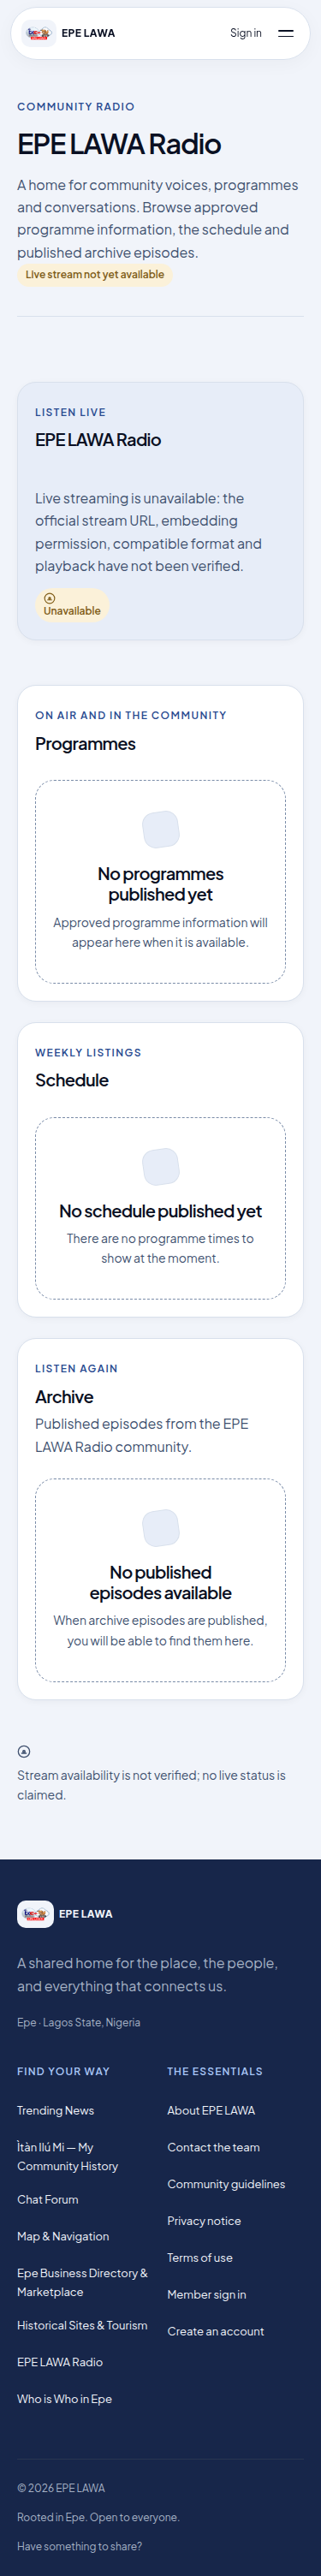 EPE LAWA
Sign in
COMMUNITY RADIO
EPE LAWA Radio
A home for community voices, programmes
and conversations. Browse approved
programme information, the schedule and
published archive episodes.
Live stream not yet available
LISTEN LIVE
EPE LAWA Radio
Live streaming is unavailable: the
official stream URL, embedding
permission, compatible format and
playback have not been verified.
Unavailable
ON AIR AND IN THE COMMUNITY
Programmes
No programmes
published yet
Approved programme information will
appear here when it is available.
WEEKLY LISTINGS
Schedule
No schedule published yet
There are no programme times to
show at the moment.
LISTEN AGAIN
Archive
Published episodes from the EPE
LAWA Radio community.
No published
episodes available
When archive episodes are published,
you will be able to find them here.
Stream availability is not verified; no live status is
claimed.
EPE LAWA
A shared home for the place, the people,
and everything that connects us.
Epe · Lagos State, Nigeria
FIND YOUR WAY
Trending News
Ìtàn Ilú Mi — My
Community History
Chat Forum
Map & Navigation
Epe Business Directory &
Marketplace
Historical Sites & Tourism
EPE LAWA Radio
Who is Who in Epe
THE ESSENTIALS
About EPE LAWA
Contact the team
Community guidelines
Privacy notice
Terms of use
Member sign in
Create an account
© 2026 EPE LAWA
Rooted in Epe. Open to everyone.
Have something to share?